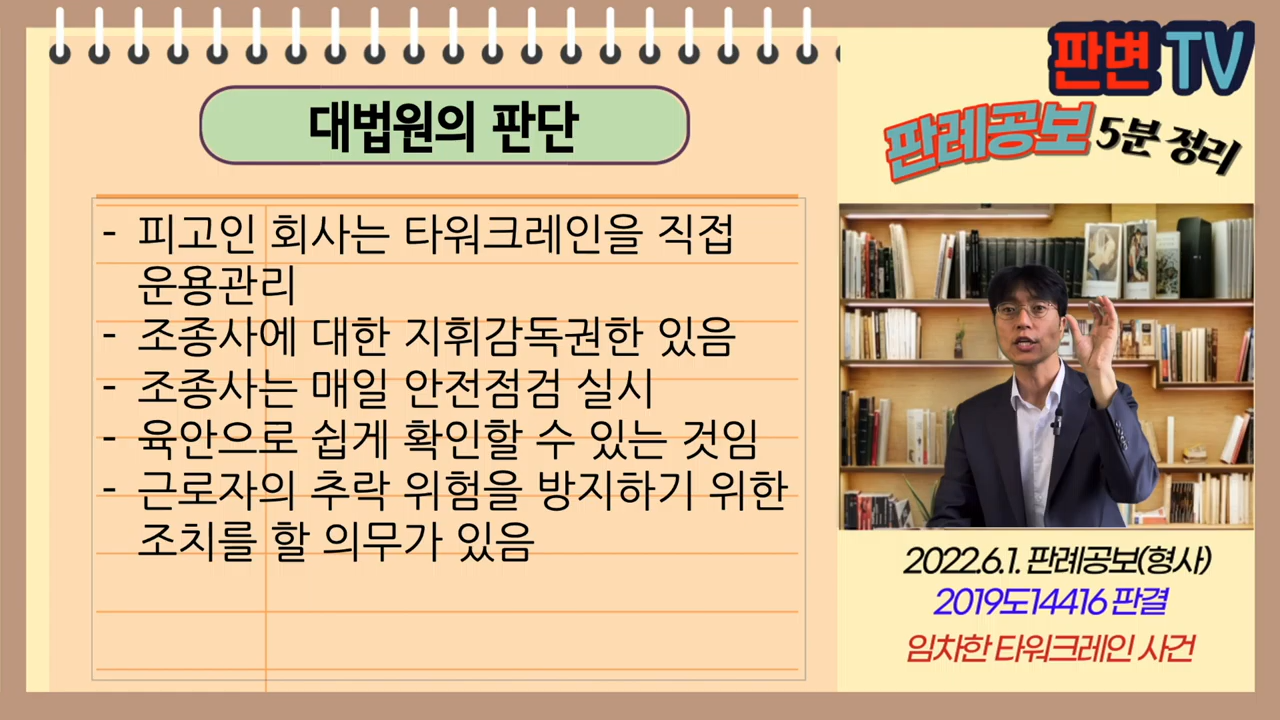 판변 TV
판례공보 5분 정리
대법원의 판단
- 피고인 회사는 타워크레인을 직접
운용관리
- 조종사에 대한 지휘감독권한 있음
- 조종사는 매일 안전점검 실시
- 육안으로 쉽게 확인할 수 있는 것임
- 근로자의 추락 위험을 방지하기 위한
조치를 할 의무가 있음
2022.6.1. 판례공보(형사)
2019도14416 판결
임차한 타워크레인 사건